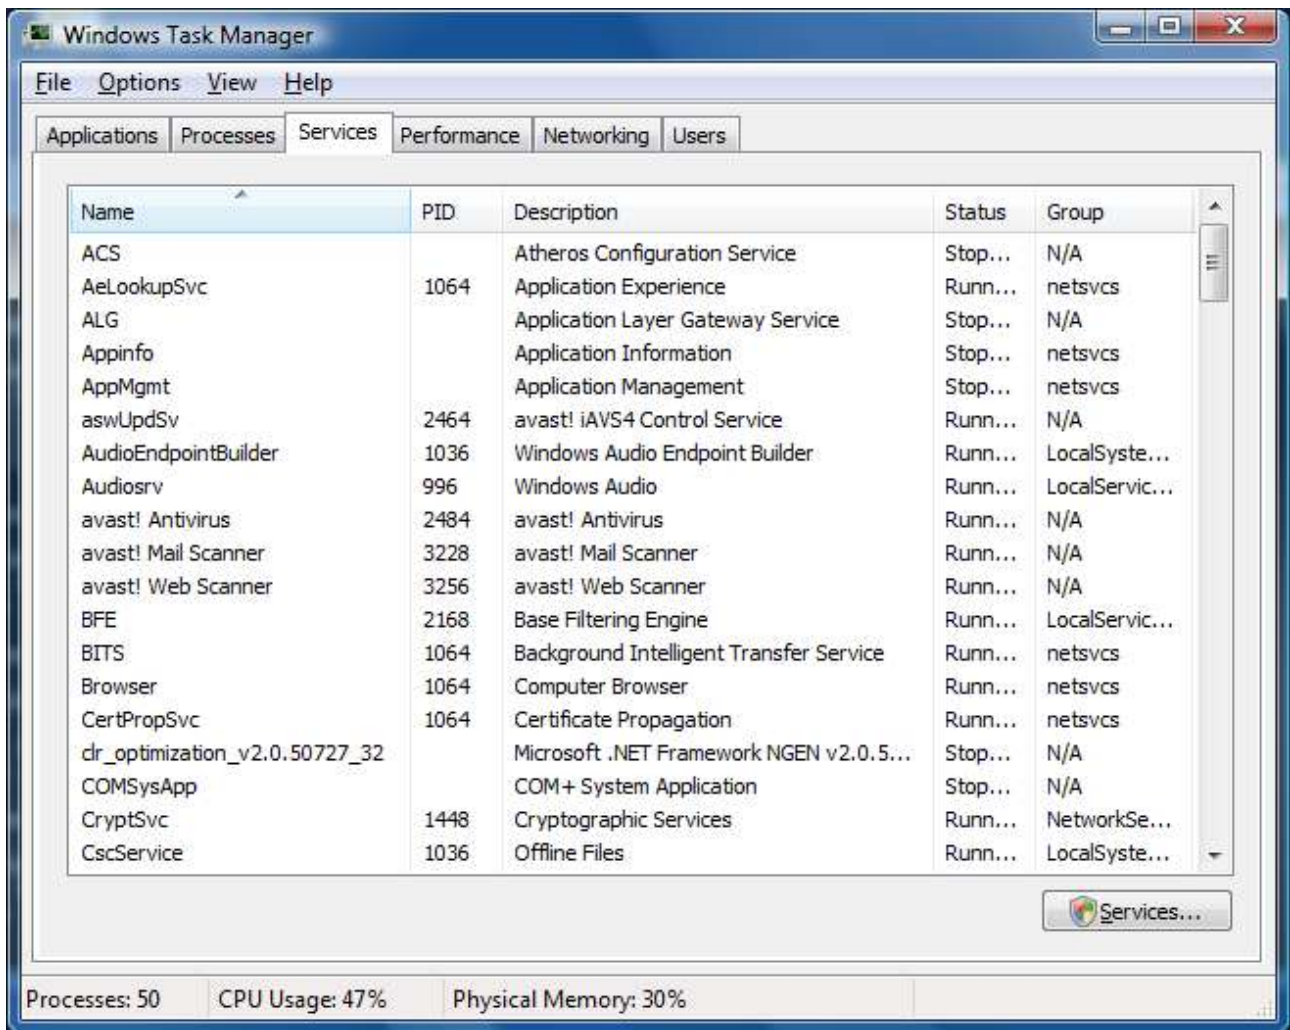 Windows Task Manager
File Options View Help
Applications Processes Services Performance Networking Users
Name PID Description Status Group
ACS Atheros Configuration Service Stop... N/A
AeLookupSvc 1064 Application Experience Runn... netsvcs
ALG Application Layer Gateway Service Stop... N/A
Appinfo Application Information Stop... netsvcs
AppMgmt Application Management Stop... netsvcs
aswUpdSv 2464 avast! iAVS4 Control Service Runn... N/A
AudioEndpointBuilder 1036 Windows Audio Endpoint Builder Runn... LocalSyste...
Audiosrv 996 Windows Audio Runn... LocalServic...
avast! Antivirus 2484 avast! Antivirus Runn... N/A
avast! Mail Scanner 3228 avast! Mail Scanner Runn... N/A
avast! Web Scanner 3256 avast! Web Scanner Runn... N/A
BFE 2168 Base Filtering Engine Runn... LocalServic...
BITS 1064 Background Intelligent Transfer Service Runn... netsvcs
Browser 1064 Computer Browser Runn... netsvcs
CertPropSvc 1064 Certificate Propagation Runn... netsvcs
clr_optimization_v2.0.50727_32 Microsoft .NET Framework NGEN v2.0.5... Stop... N/A
COMSysApp COM+ System Application Stop... N/A
CryptSvc 1448 Cryptographic Services Runn... NetworkSe...
CscService 1036 Offline Files Runn... LocalSyste...
Services...
Processes: 50 CPU Usage: 47% Physical Memory: 30%